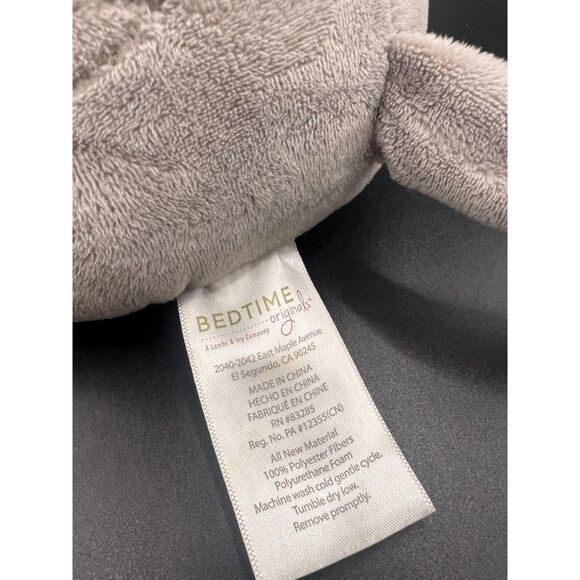 BEDTIME
originals™
A Lambs & Ivy Company
2040-2042 East Maple Avenue
El Segundo, CA 90245
MADE IN CHINA
HECHO EN CHINA
FABRIQUÉ EN CHINE
RN #83285
Reg. No. PA #12355(CN)
All New Material
100% Polyester Fibers
Polyurethane Foam
Machine wash cold gentle cycle.
Tumble dry low.
Remove promptly.